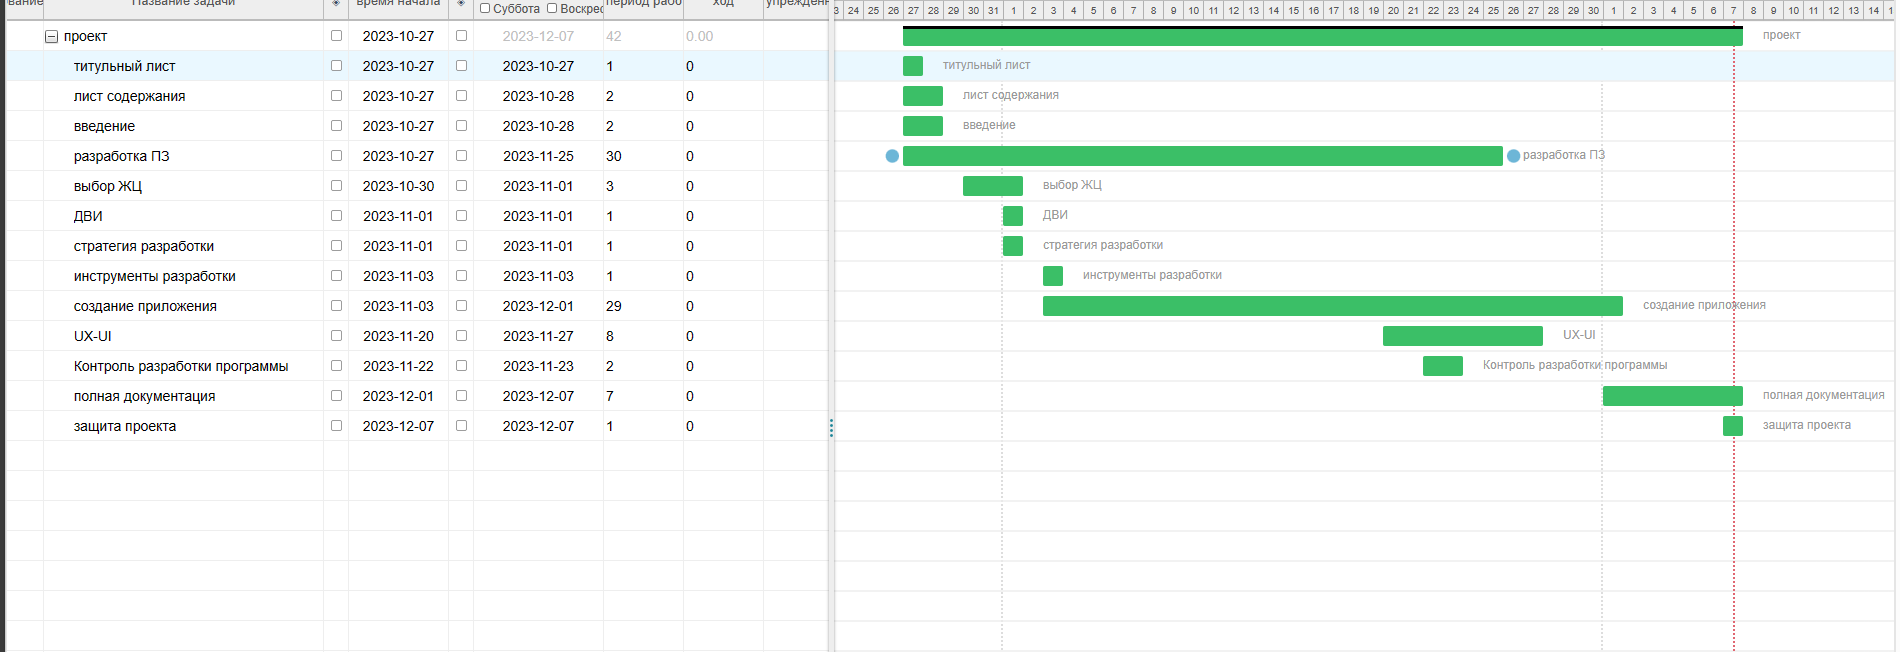 вание Название задачи время начала Суббота Воскрес период рабо ход упрежден
3 24 25 26 27 28 29 30 31 1 2 3 4 5 6 7 8 9 10 11 12 13 14 15 16 17 18 19 20 21 22 23 24 25 26 27 28 29 30 1 2 3 4 5 6 7 8 9 10 11 12 13 14 1
проект 2023-10-27 2023-12-07 42 0.00 проект
титульный лист 2023-10-27 2023-10-27 1 0 титульный лист
лист содержания 2023-10-27 2023-10-28 2 0 лист содержания
введение 2023-10-27 2023-10-28 2 0 введение
разработка ПЗ 2023-10-27 2023-11-25 30 0 разработка ПЗ
выбор ЖЦ 2023-10-30 2023-11-01 3 0 выбор ЖЦ
ДВИ 2023-11-01 2023-11-01 1 0 ДВИ
стратегия разработки 2023-11-01 2023-11-01 1 0 стратегия разработки
инструменты разработки 2023-11-03 2023-11-03 1 0 инструменты разработки
создание приложения 2023-11-03 2023-12-01 29 0 создание приложения
UX-UI 2023-11-20 2023-11-27 8 0 UX-UI
Контроль разработки программы 2023-11-22 2023-11-23 2 0 Контроль разработки программы
полная документация 2023-12-01 2023-12-07 7 0 полная документация
защита проекта 2023-12-07 2023-12-07 1 0 защита проекта